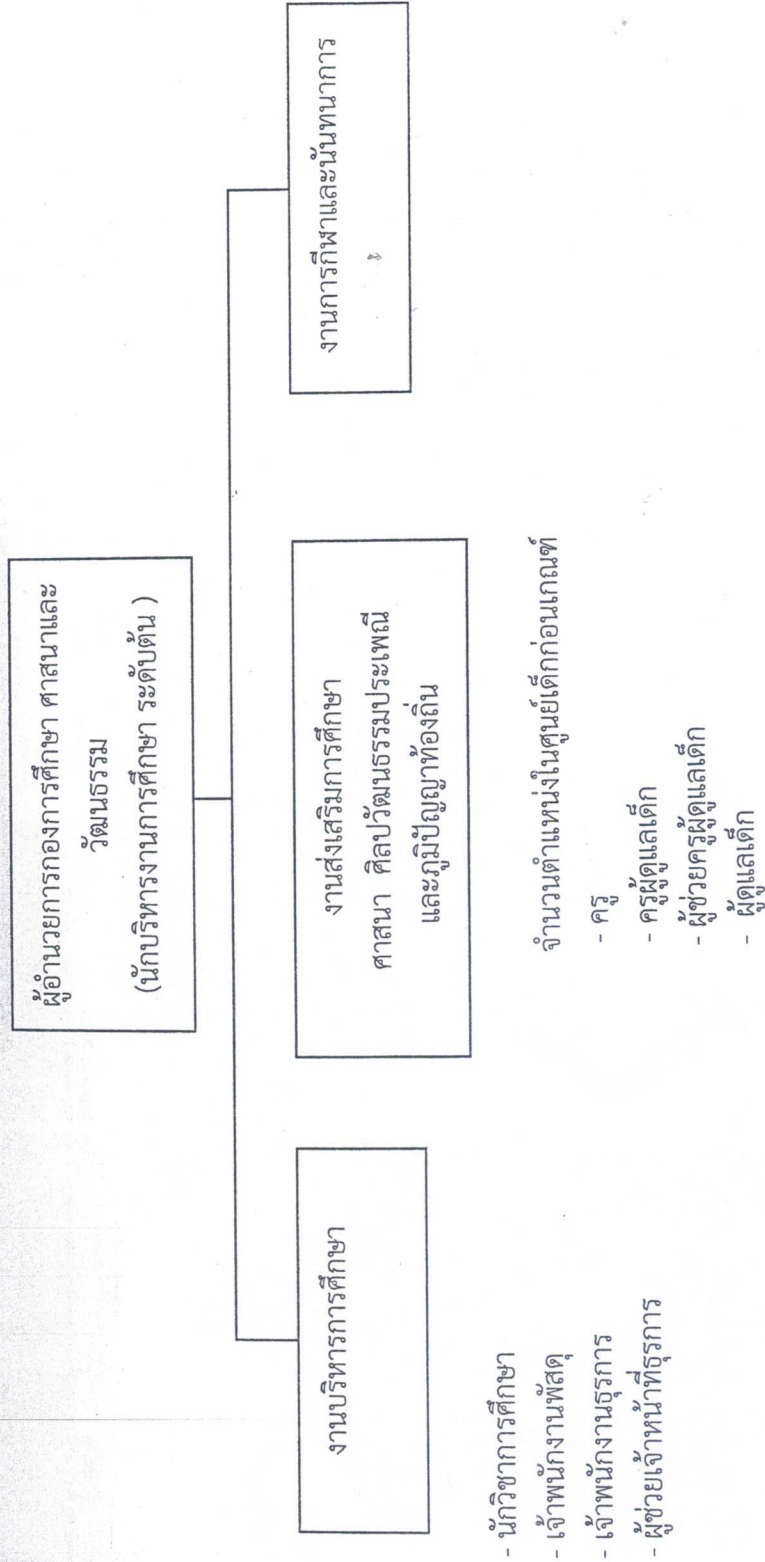 ผู้อำนวยการกองการศึกษา ศาสนาและ
วัฒนธรรม
(นักบริหารงานการศึกษา ระดับต้น )
งานบริหารการศึกษา
- นักวิชาการศึกษา
- เจ้าพนักงานพัสดุ
- เจ้าพนักงานธุรการ
- ผู้ช่วยเจ้าหน้าที่ธุรการ
งานส่งเสริมการศึกษา
ศาสนา ศิลปวัฒนธรรมประเพณี
และภูมิปัญญาท้องถิ่น
จำนวนตำแหน่งในศูนย์เด็กก่อนเกณฑ์
- ครู
- ครูผู้ดูแลเด็ก
- ผู้ช่วยครูผู้ดูแลเด็ก
- ผู้ดูแลเด็ก
งานการกีฬาและนันทนาการ